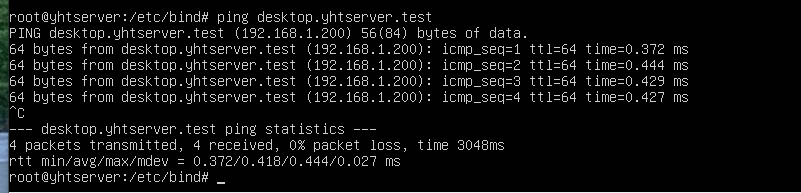 root@yhtserver:/etc/bind# ping desktop.yhtserver.test
PING desktop.yhtserver.test (192.168.1.200) 56(84) bytes of data.
64 bytes from desktop.yhtserver.test (192.168.1.200): icmp_seq=1 ttl=64 time=0.372 ms
64 bytes from desktop.yhtserver.test (192.168.1.200): icmp_seq=2 ttl=64 time=0.444 ms
64 bytes from desktop.yhtserver.test (192.168.1.200): icmp_seq=3 ttl=64 time=0.429 ms
64 bytes from desktop.yhtserver.test (192.168.1.200): icmp_seq=4 ttl=64 time=0.427 ms
^C
--- desktop.yhtserver.test ping statistics ---
4 packets transmitted, 4 received, 0% packet loss, time 3048ms
rtt min/avg/max/mdev = 0.372/0.418/0.444/0.027 ms
root@yhtserver:/etc/bind# _